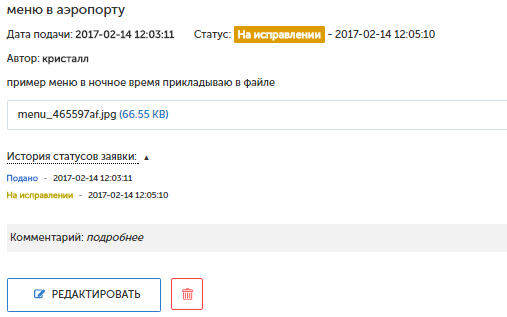 меню в аэропорту
Дата подачи: 2017-02-14 12:03:11 Статус: На исправлении - 2017-02-14 12:05:10
Автор: кристалл
пример меню в ночное время прикладываю в файле
menu_465597af.jpg (66.55 KB)
История статусов заявки: ▲
Подано - 2017-02-14 12:03:11
На исправлении - 2017-02-14 12:05:10
Комментарий: подробнее
РЕДАКТИРОВАТЬ